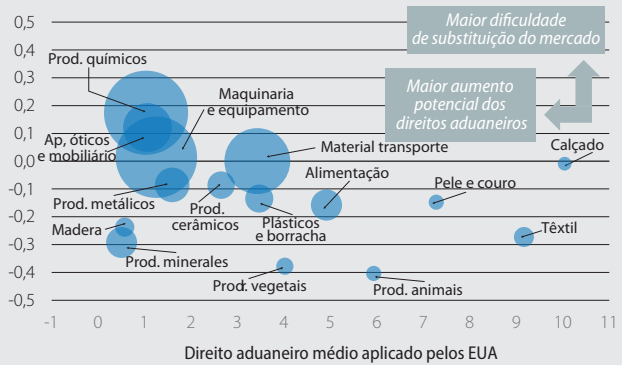 0,5
0,4
0,3
0,2
0,1
0,0
-0,1
-0,2
-0,3
-0,4
-0,5
Maior dificuldade
de substituição do mercado
Maior aumento
potencial dos
direitos aduaneiros
Prod. químicos
Maquinaria
e equipamento
Ap, óticos
e mobiliário
Material transporte
Calçado
Alimentação
Pele e couro
Prod. metálicos
Prod.
cerâmicos
Plásticos
e borracha
Madera
Têxtil
Prod. minerales
Prod. vegetais
Prod. animais
-1 0 1 2 3 4 5 6 7 8 9 10 11
Direito aduaneiro médio aplicado pelos EUA